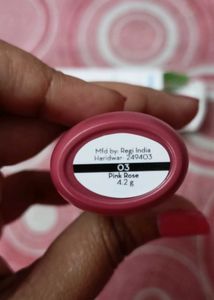 Mfd by: Regi India
Haridwar: 249403
03
Pink Rose
4.2 g